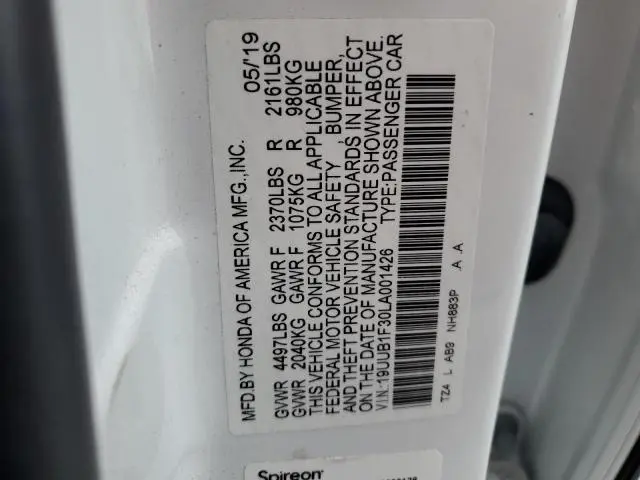 MFD.BY HONDA OF AMERICA MFG.,INC. 05/'19
GVWR 4497LBS GAWR F 2370LBS R 2161LBS
GVWR 2040KG GAWR F 1075KG R 980KG
THIS VEHICLE CONFORMS TO ALL APPLICABLE
FEDERAL MOTOR VEHICLE SAFETY, BUMPER,
AND THEFT PREVENTION STANDARDS IN EFFECT
ON THE DATE OF MANUFACTURE SHOWN ABOVE.
VIN:19UUB1F30LA001426 TYPE:PASSENGER CAR
TZ4 L AB9 NH883P A .A
Spireon